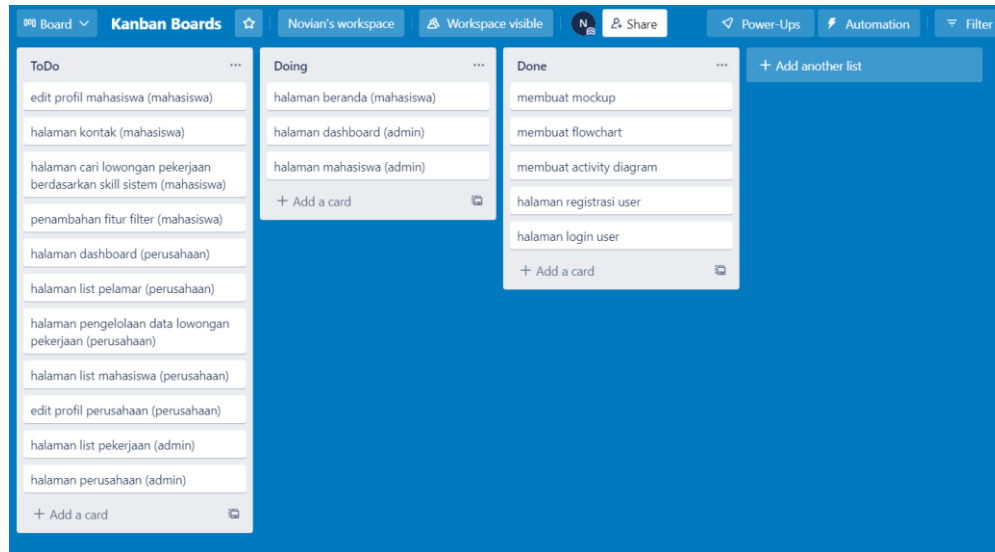 Board
Kanban Boards
Novian's workspace
Workspace visible
N
Share
Power-Ups
Automation
Filter
ToDo
edit profil mahasiswa (mahasiswa)
halaman kontak (mahasiswa)
halaman cari lowongan pekerjaan
berdasarkan skill sistem (mahasiswa)
penambahan fitur filter (mahasiswa)
halaman dashboard (perusahaan)
halaman list pelamar (perusahaan)
halaman pengelolaan data lowongan
pekerjaan (perusahaan)
halaman list mahasiswa (perusahaan)
edit profil perusahaan (perusahaan)
halaman list pekerjaan (admin)
halaman perusahaan (admin)
+ Add a card
Doing
halaman beranda (mahasiswa)
halaman dashboard (admin)
halaman mahasiswa (admin)
+ Add a card
Done
membuat mockup
membuat flowchart
membuat activity diagram
halaman registrasi user
halaman login user
+ Add a card
+ Add another list